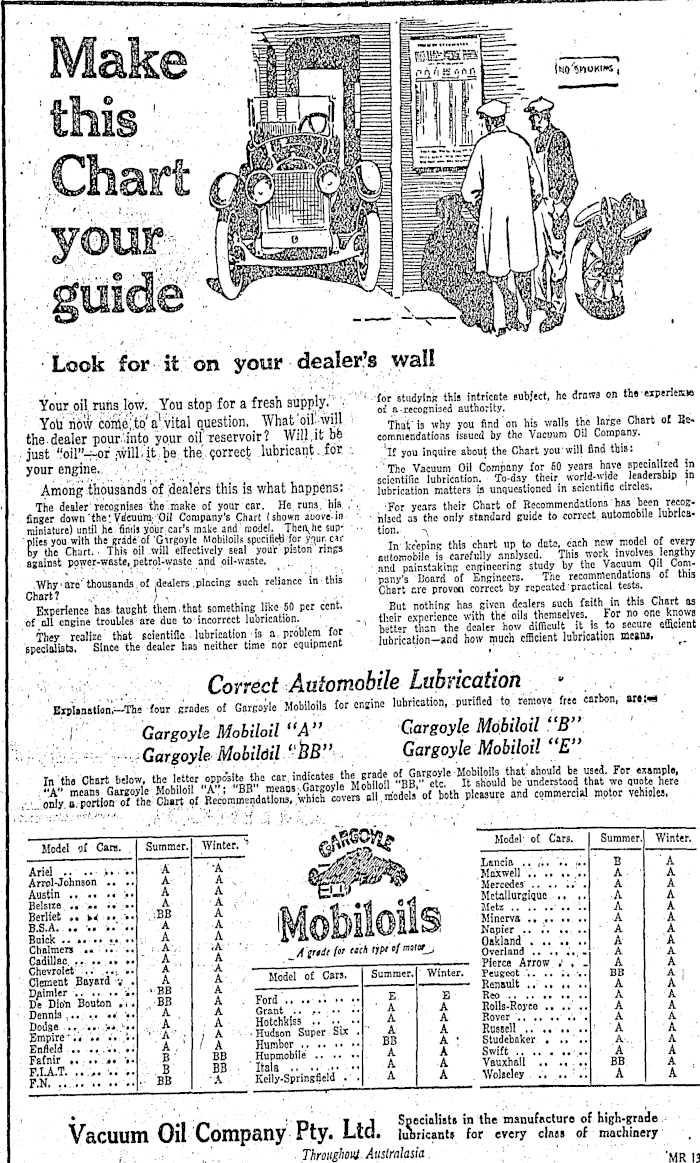 Make
this
Chart
your
guide
NO SMOKING
Look for it on your dealer's wall
Your oil runs low. You stop for a fresh supply.
You now come to a vital question. What oil will
the dealer pour into your oil reservoir? Will it be
just "oil"—or will it be the correct lubricant for
your engine.
Among thousands of dealers this is what happens:
The dealer recognises the make of your car. He runs his
finger down the Vacuum Oil Company's Chart (shown above in
miniature) until he finds your car's make and model. Then he sup-
plies you with the grade of Gargoyle Mobiloils specified for your car
by the Chart. This oil will effectively seal your piston rings
against power-waste, petrol-waste and oil-waste.
Why are thousands of dealers placing such reliance in this
Chart?
Experience has taught them that something like 50 per cent.
of all engine troubles are due to incorrect lubrication.
They realize that scientific lubrication is a problem for
specialists. Since the dealer has neither time nor equipment
for studying this intricate subject, he draws on the experience
of a recognised authority.
That is why you find on his walls the large Chart of Re-
commendations issued by the Vacuum Oil Company.
If you inquire about the Chart you will find this:
The Vacuum Oil Company for 50 years have specialized in
scientific lubrication. To-day their world-wide leadership in
lubrication matters is unquestioned in scientific circles.
For years their Chart of Recommendations has been recog-
nised as the only standard guide to correct automobile lubrica-
tion.
In keeping this chart up to date, each new model of every
automobile is carefully analysed. This work involves lengthy
and painstaking engineering study by the Vacuum Oil Com-
pany's Board of Engineers. The recommendations of this
Chart are proven correct by repeated practical tests.
But nothing has given dealers such faith in this Chart as
their experience with the oils themselves. For no one knows
better than the dealer how difficult it is to secure efficient
lubrication—and how much efficient lubrication means.
Correct Automobile Lubrication
Explanation.—The four grades of Gargoyle Mobiloils for engine lubrication, purified to remove free carbon, are:—
Gargoyle Mobiloil "A" Gargoyle Mobiloil "B"
Gargoyle Mobiloil "BB" Gargoyle Mobiloil "E"
In the Chart below, the letter opposite the car indicates the grade of Gargoyle Mobiloils that should be used. For example,
"A" means Gargoyle Mobiloil "A"; "BB" means Gargoyle Mobiloil "BB," etc. It should be understood that we quote here
only a portion of the Chart of Recommendations, which covers all models of both pleasure and commercial motor vehicles.
Model of Cars. Summer. Winter.
Ariel .. .. .. .. A A
Arrol-Johnson .. .. A A
Austin .. .. .. .. A A
Belsize .. .. .. .. A A
Berliet .. .. .. .. BB A
B.S.A. .. .. .. .. A A
Buick .. .. .. .. A A
Chalmers .. .. .. A A
Cadillac .. .. .. .. A A
Chevrolet .. .. .. A A
Clement Bayard .. . A A
Daimler .. .. .. .. BB A
De Dion Bouton .. .. BB A
Dennis .. .. .. .. A A
Dodge .. .. .. .. A A
Empire .. .. .. .. A A
Enfield .. .. .. .. A A
Fafnir .. .. .. .. B BB
F.I.A.T. .. .. .. .. B BB
F.N. .. .. .. .. BB A
GARGOYLE
Mobiloils
A grade for each type of motor
Model of Cars. Summer. Winter.
Ford .. .. .. .. E E
Grant .. .. .. .. A A
Hotchkiss .. .. .. A A
Hudson Super Six . A A
Humber .. .. .. BB A
Hupmobile .. .. .. A A
Itala .. .. .. .. A A
Kelly-Springfield . . A A
Model of Cars. Summer. Winter.
Lancia .. .. .. .. B A
Maxwell .. .. .. .. A A
Mercedes .. .. .. A A
Metallurgique .. .. A A
Metz .. .. .. .. A A
Minerva .. .. .. .. A A
Napier .. .. .. .. A A
Oakland .. .. .. .. A A
Overland .. .. .. A A
Pierce Arrow . . . A A
Peugeot .. .. .. .. BB A
Renault .. .. .. .. A A
Reo .. .. .. .. A A
Rolls-Royce .. .. .. A A
Rover .. .. .. .. A A
Russell .. .. .. .. A A
Studebaker .. .. .. A A
Swift .. .. .. .. A A
Vauxhall .. .. .. BB A
Wolseley .. .. .. A A
Vacuum Oil Company Pty. Ltd. Specialists in the manufacture of high-grade
lubricants for every class of machinery
Throughout Australasia
MR